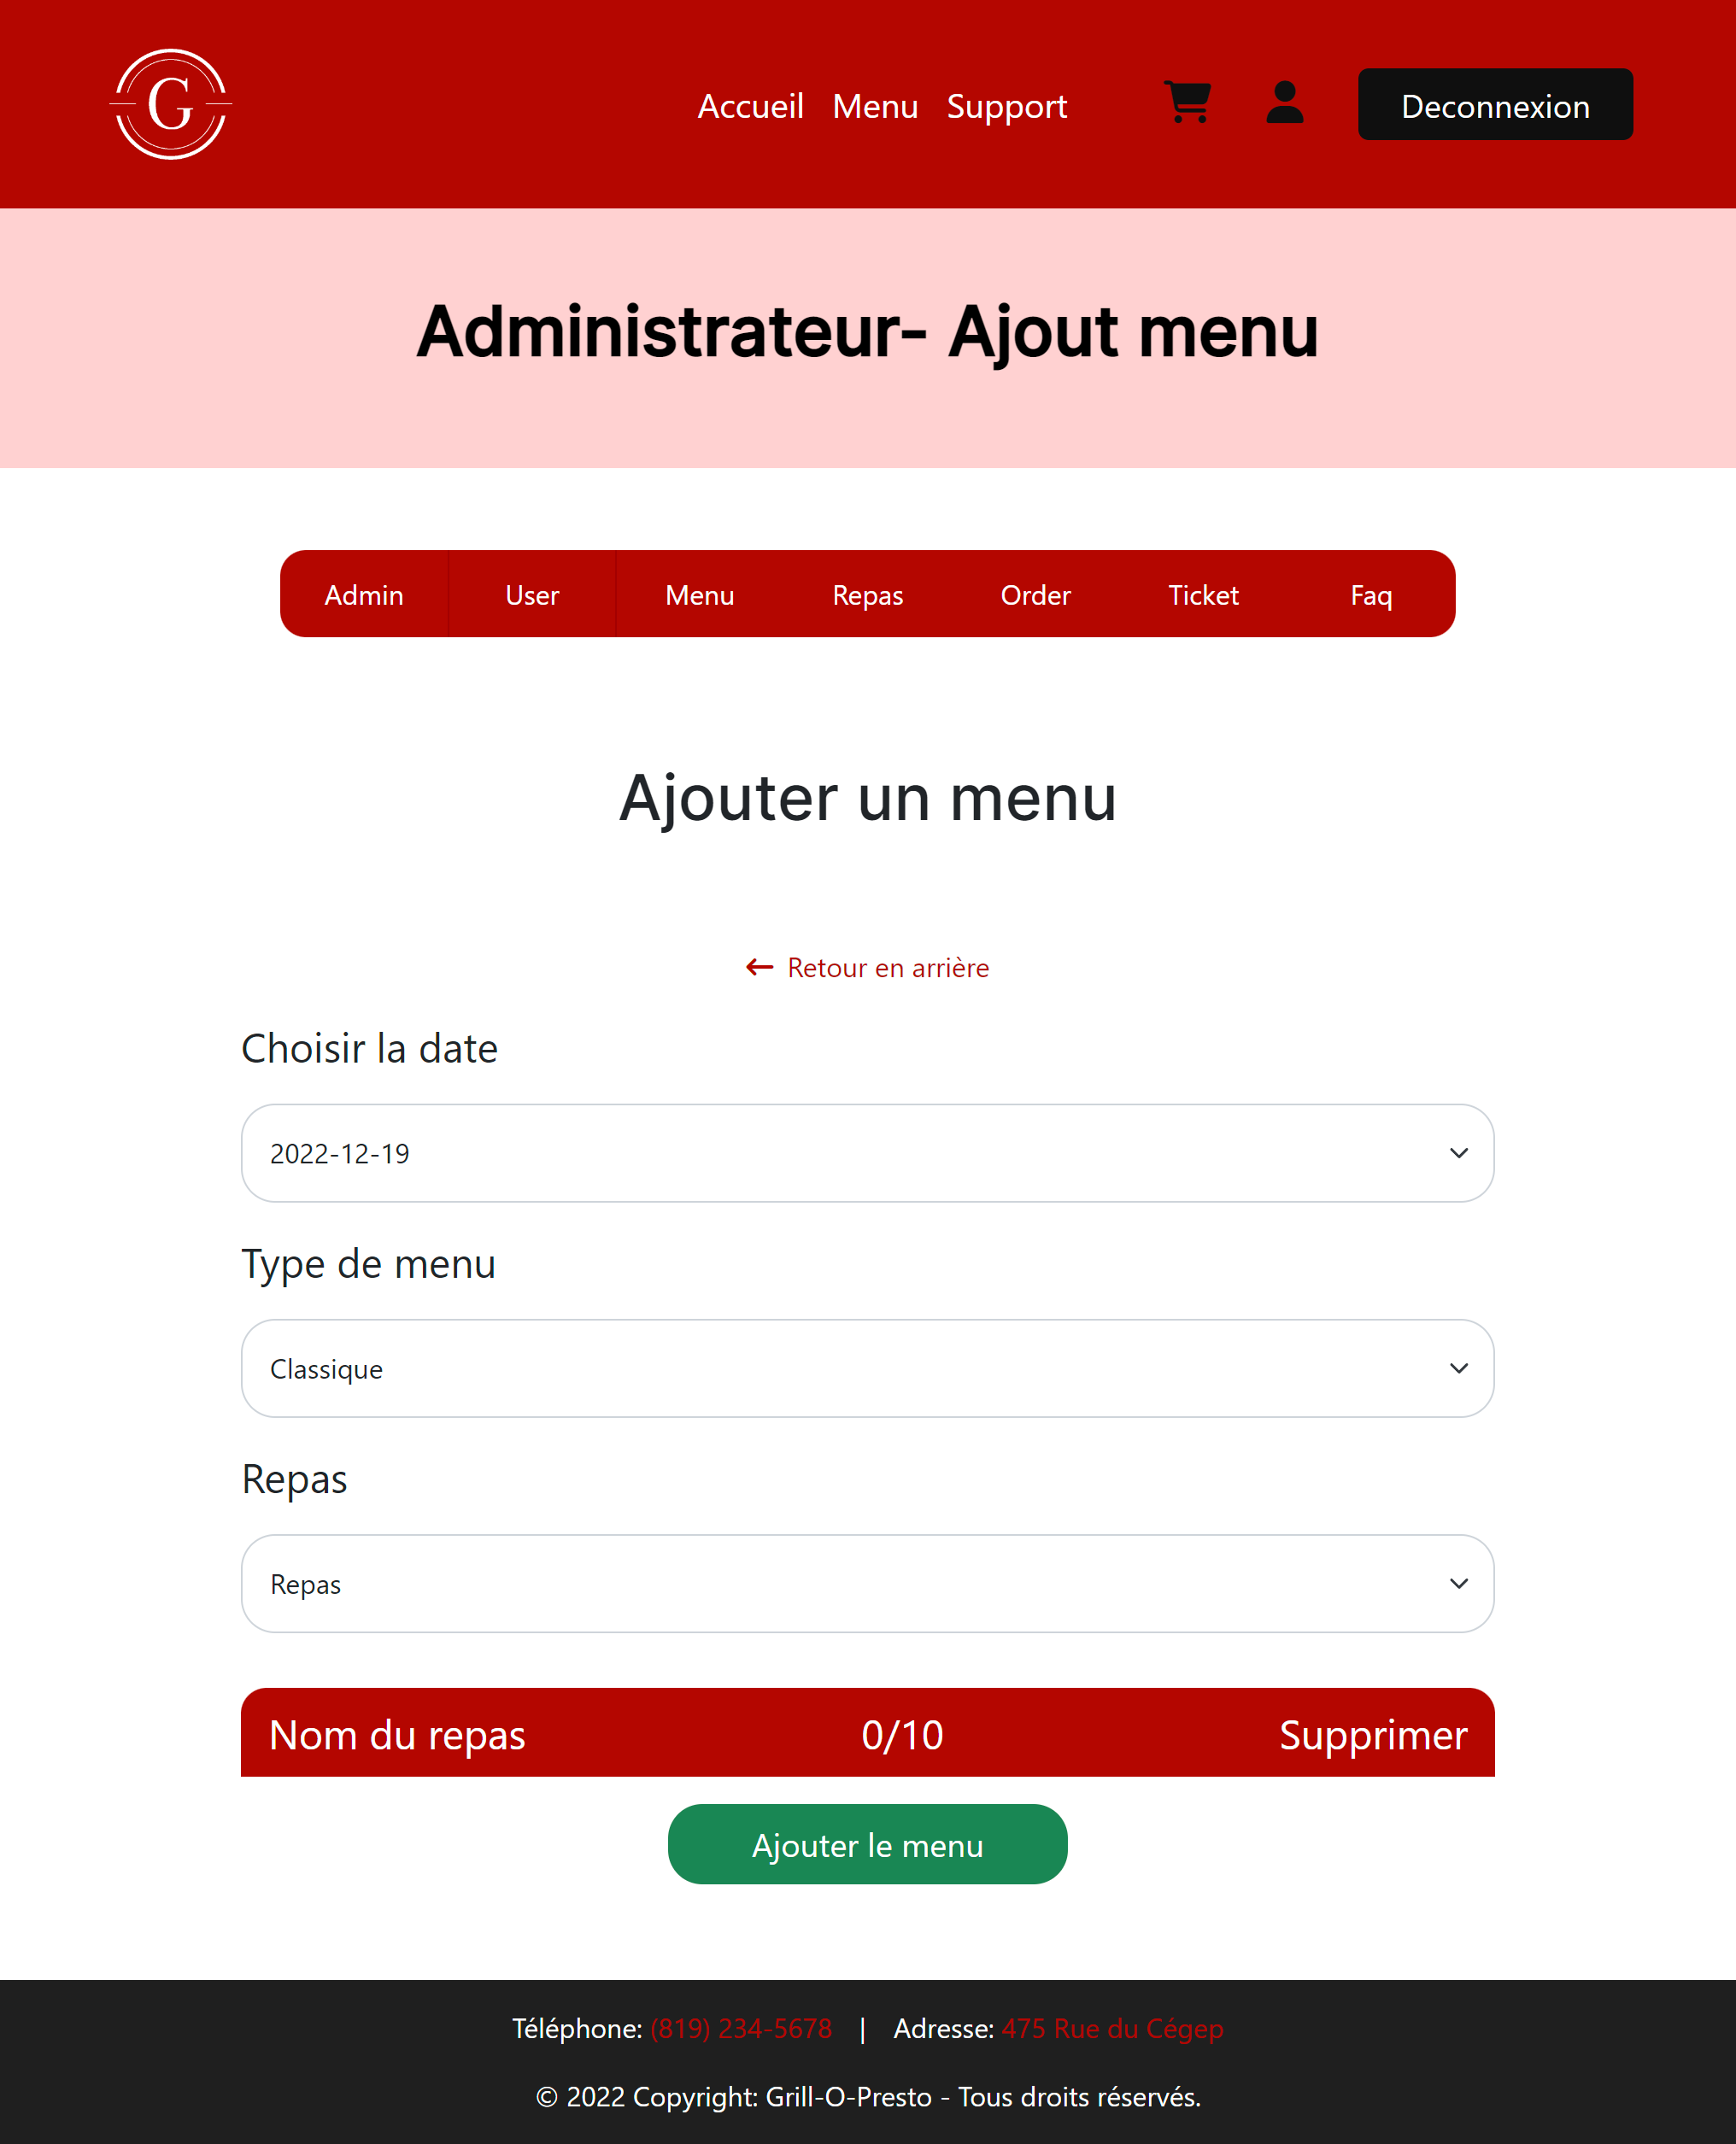 G
Accueil Menu Support Deconnexion
Administrateur- Ajout menu
Admin User Menu Repas Order Ticket Faq
Ajouter un menu
← Retour en arrière
Choisir la date
2022-12-19
Type de menu
Classique
Repas
Repas
Nom du repas 0/10 Supprimer
Ajouter le menu
Téléphone: (819) 234-5678 | Adresse: 475 Rue du Cégep
© 2022 Copyright: Grill-O-Presto - Tous droits réservés.